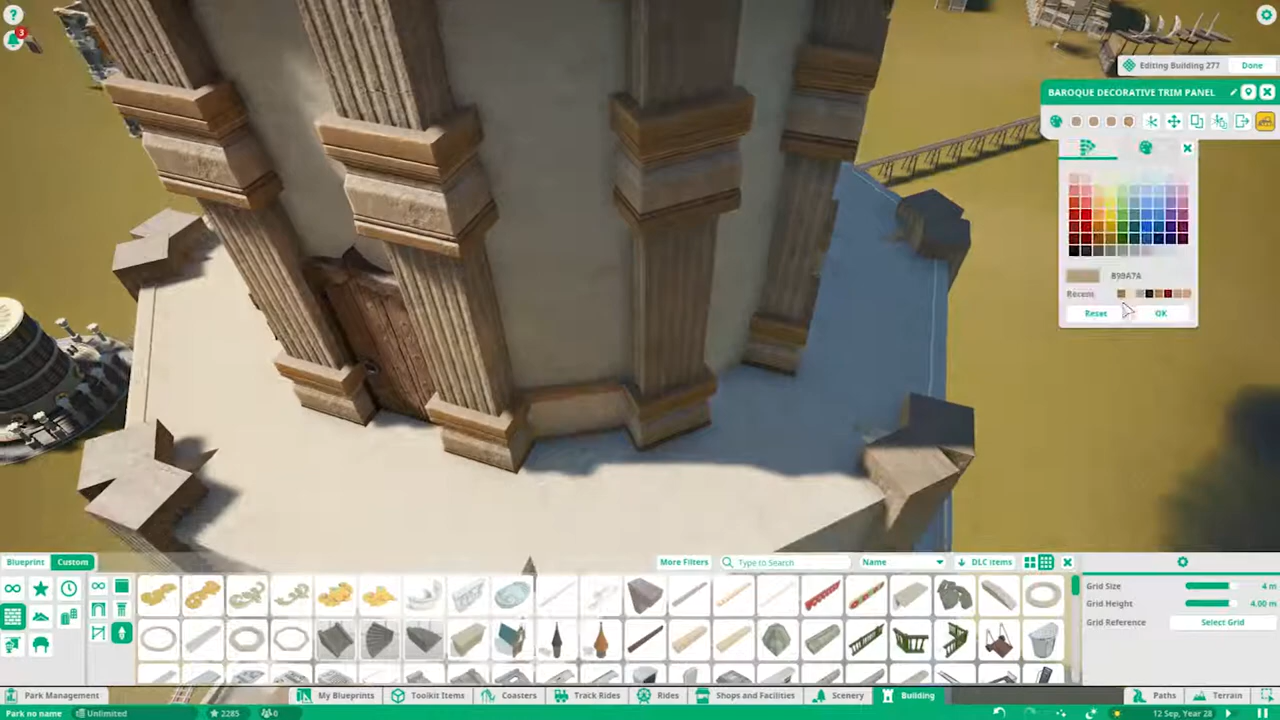 ?
3
Editing Building 277 Done
BAROQUE DECORATIVE TRIM PANEL
B99A7A
Recent
Reset OK
Blueprint Custom
More Filters Type to Search Name DLC items
Grid Size 4 m
Grid Height 4.00 m
Grid Reference Select Grid
Park Management My Blueprints Toolkit Items Coasters Track Rides Rides Shops and Facilities Scenery Building Paths Terrain
Park no name Unlimited 2285 0 12 Sep, Year 28